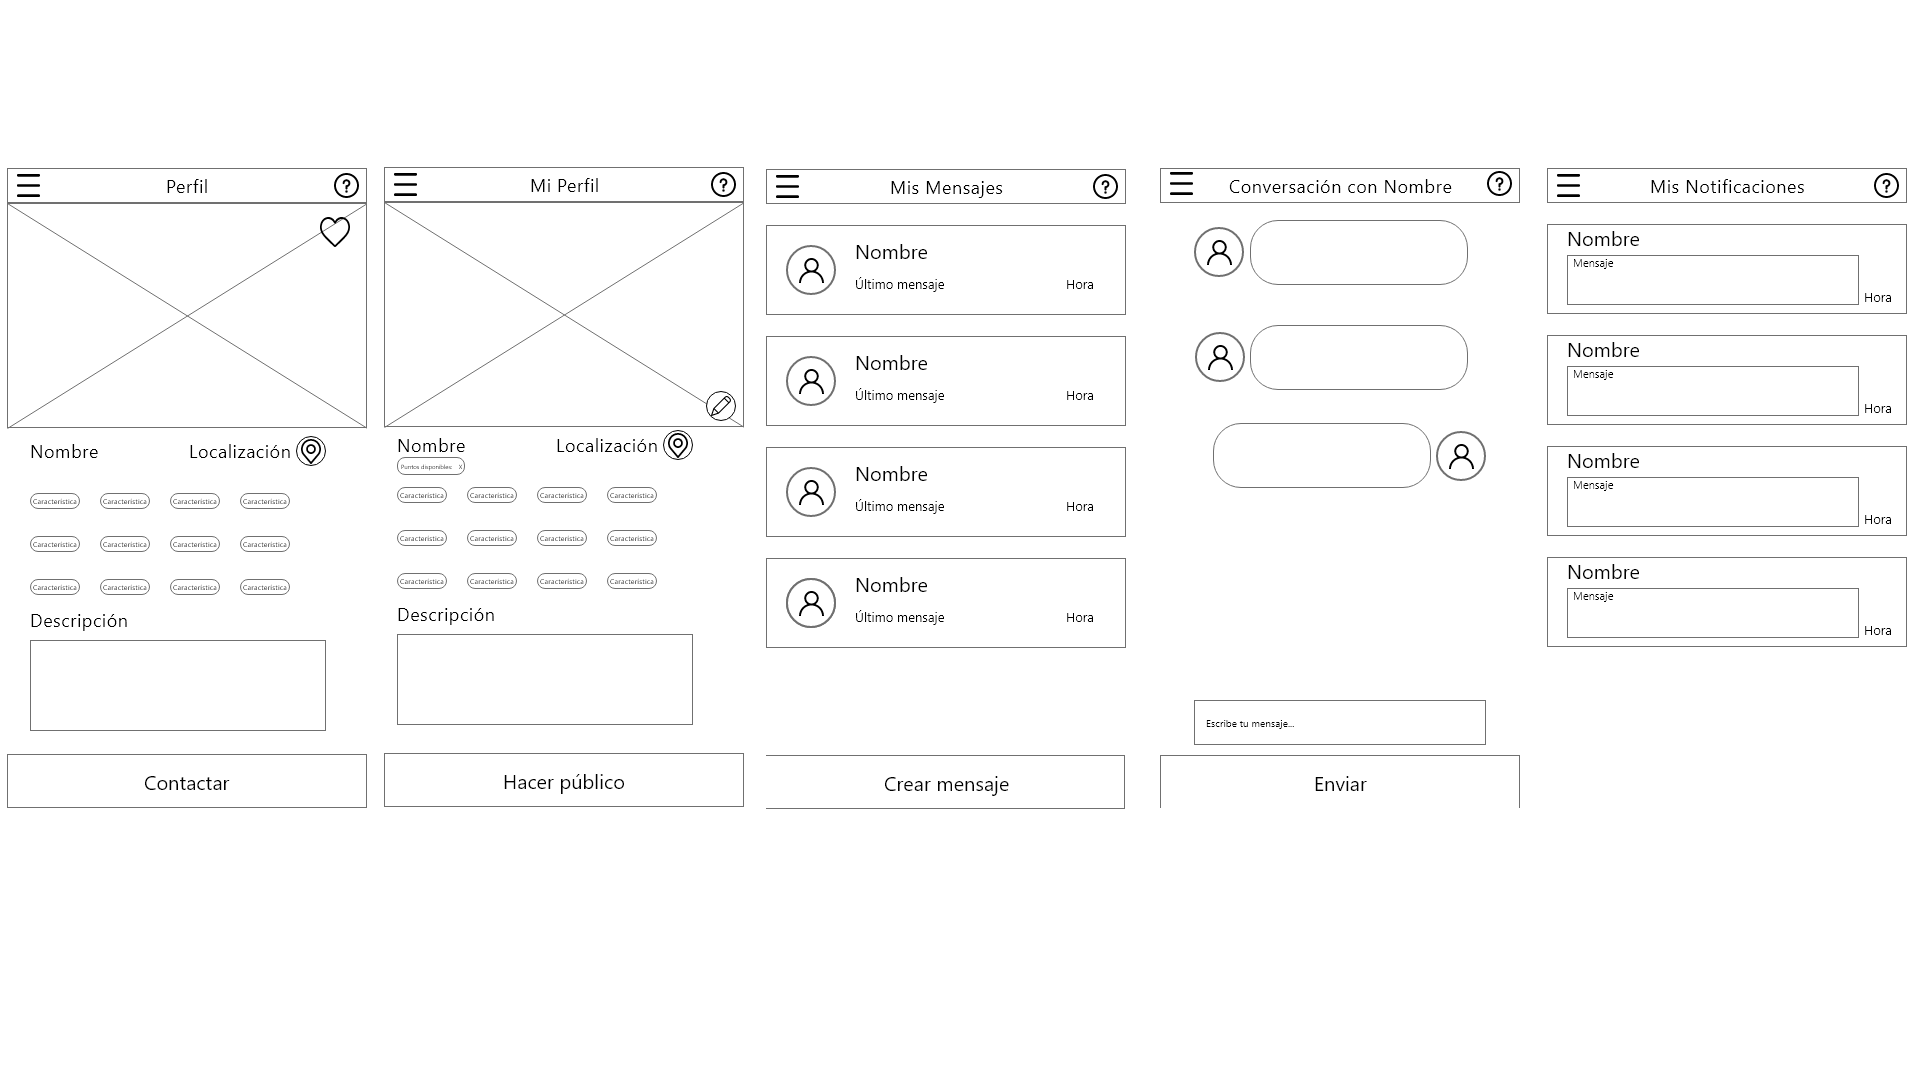 Perfil
Nombre
Localización
Característica Característica Característica Característica
Característica Característica Característica Característica
Característica Característica Característica Característica
Descripción
Contactar
Mi Perfil
Nombre
Localización
Puntos disponibles: X
Característica Característica Característica Característica
Característica Característica Característica Característica
Característica Característica Característica Característica
Descripción
Hacer público
Mis Mensajes
Nombre
Último mensaje
Hora
Nombre
Último mensaje
Hora
Nombre
Último mensaje
Hora
Nombre
Último mensaje
Hora
Crear mensaje
Conversación con Nombre
Escribe tu mensaje...
Enviar
Mis Notificaciones
Nombre
Mensaje
Hora
Nombre
Mensaje
Hora
Nombre
Mensaje
Hora
Nombre
Mensaje
Hora